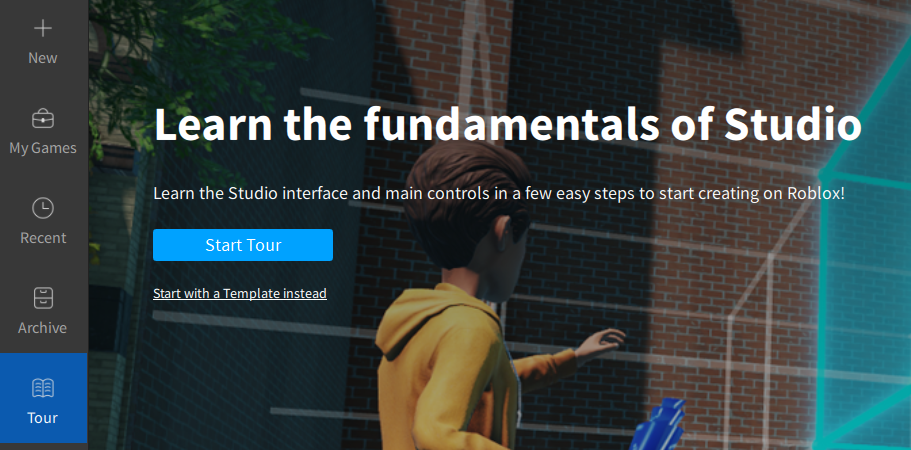 New
My Games
Recent
Archive
Tour
Learn the fundamentals of Studio
Learn the Studio interface and main controls in a few easy steps to start creating on Roblox!
Start Tour
Start with a Template instead